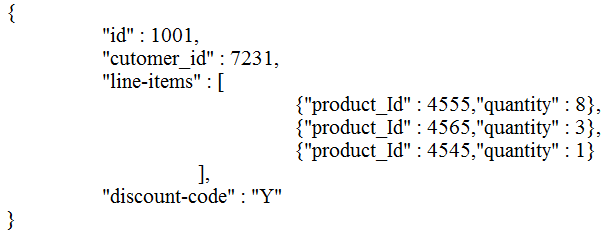 {
"id" : 1001,
"cutomer_id" : 7231,
"line-items" : [
{"product_Id" : 4555,"quantity" : 8},
{"product_Id" : 4565,"quantity" : 3},
{"product_Id" : 4545,"quantity" : 1}
],
"discount-code" : "Y"
}